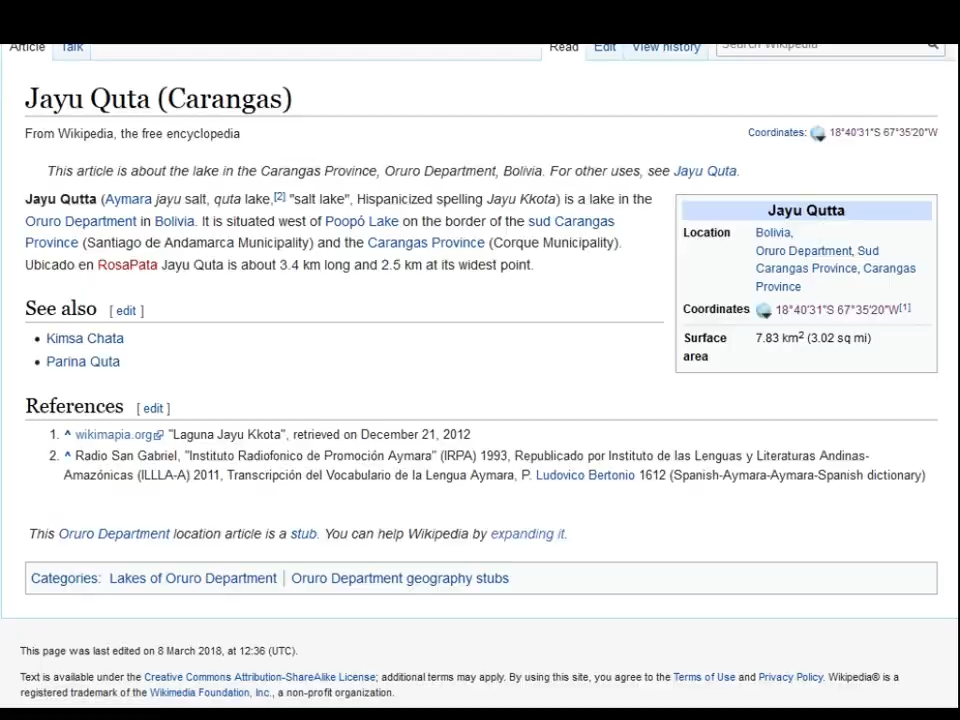 Article Talk Read Edit View history Search Wikipedia
Jayu Quta (Carangas)
From Wikipedia, the free encyclopedia
Coordinates: 18°40′31″S 67°35′20″W
This article is about the lake in the Carangas Province, Oruro Department, Bolivia. For other uses, see Jayu Quta.
Jayu Qutta (Aymara jayu salt, quta lake,[2] "salt lake", Hispanicized spelling Jayu Kkota) is a lake in the
Oruro Department in Bolivia. It is situated west of Poopó Lake on the border of the sud Carangas
Province (Santiago de Andamarca Municipality) and the Carangas Province (Corque Municipality).
Ubicado en RosaPata Jayu Quta is about 3.4 km long and 2.5 km at its widest point.
Jayu Qutta
Location Bolivia,
Oruro Department, Sud
Carangas Province, Carangas
Province
Coordinates 18°40′31″S 67°35′20″W[1]
Surface 7.83 km2 (3.02 sq mi)
area
See also [ edit ]
• Kimsa Chata
• Parina Quta
References [ edit ]
1. ^ wikimapia.org "Laguna Jayu Kkota", retrieved on December 21, 2012
2. ^ Radio San Gabriel, "Instituto Radiofonico de Promoción Aymara" (IRPA) 1993, Republicado por Instituto de las Lenguas y Literaturas Andinas-
Amazónicas (ILLLA-A) 2011, Transcripción del Vocabulario de la Lengua Aymara, P. Ludovico Bertonio 1612 (Spanish-Aymara-Aymara-Spanish dictionary)
This Oruro Department location article is a stub. You can help Wikipedia by expanding it.
Categories: Lakes of Oruro Department | Oruro Department geography stubs
This page was last edited on 8 March 2018, at 12:36 (UTC).
Text is available under the Creative Commons Attribution-ShareAlike License; additional terms may apply. By using this site, you agree to the Terms of Use and Privacy Policy. Wikipedia® is a
registered trademark of the Wikimedia Foundation, Inc., a non-profit organization.